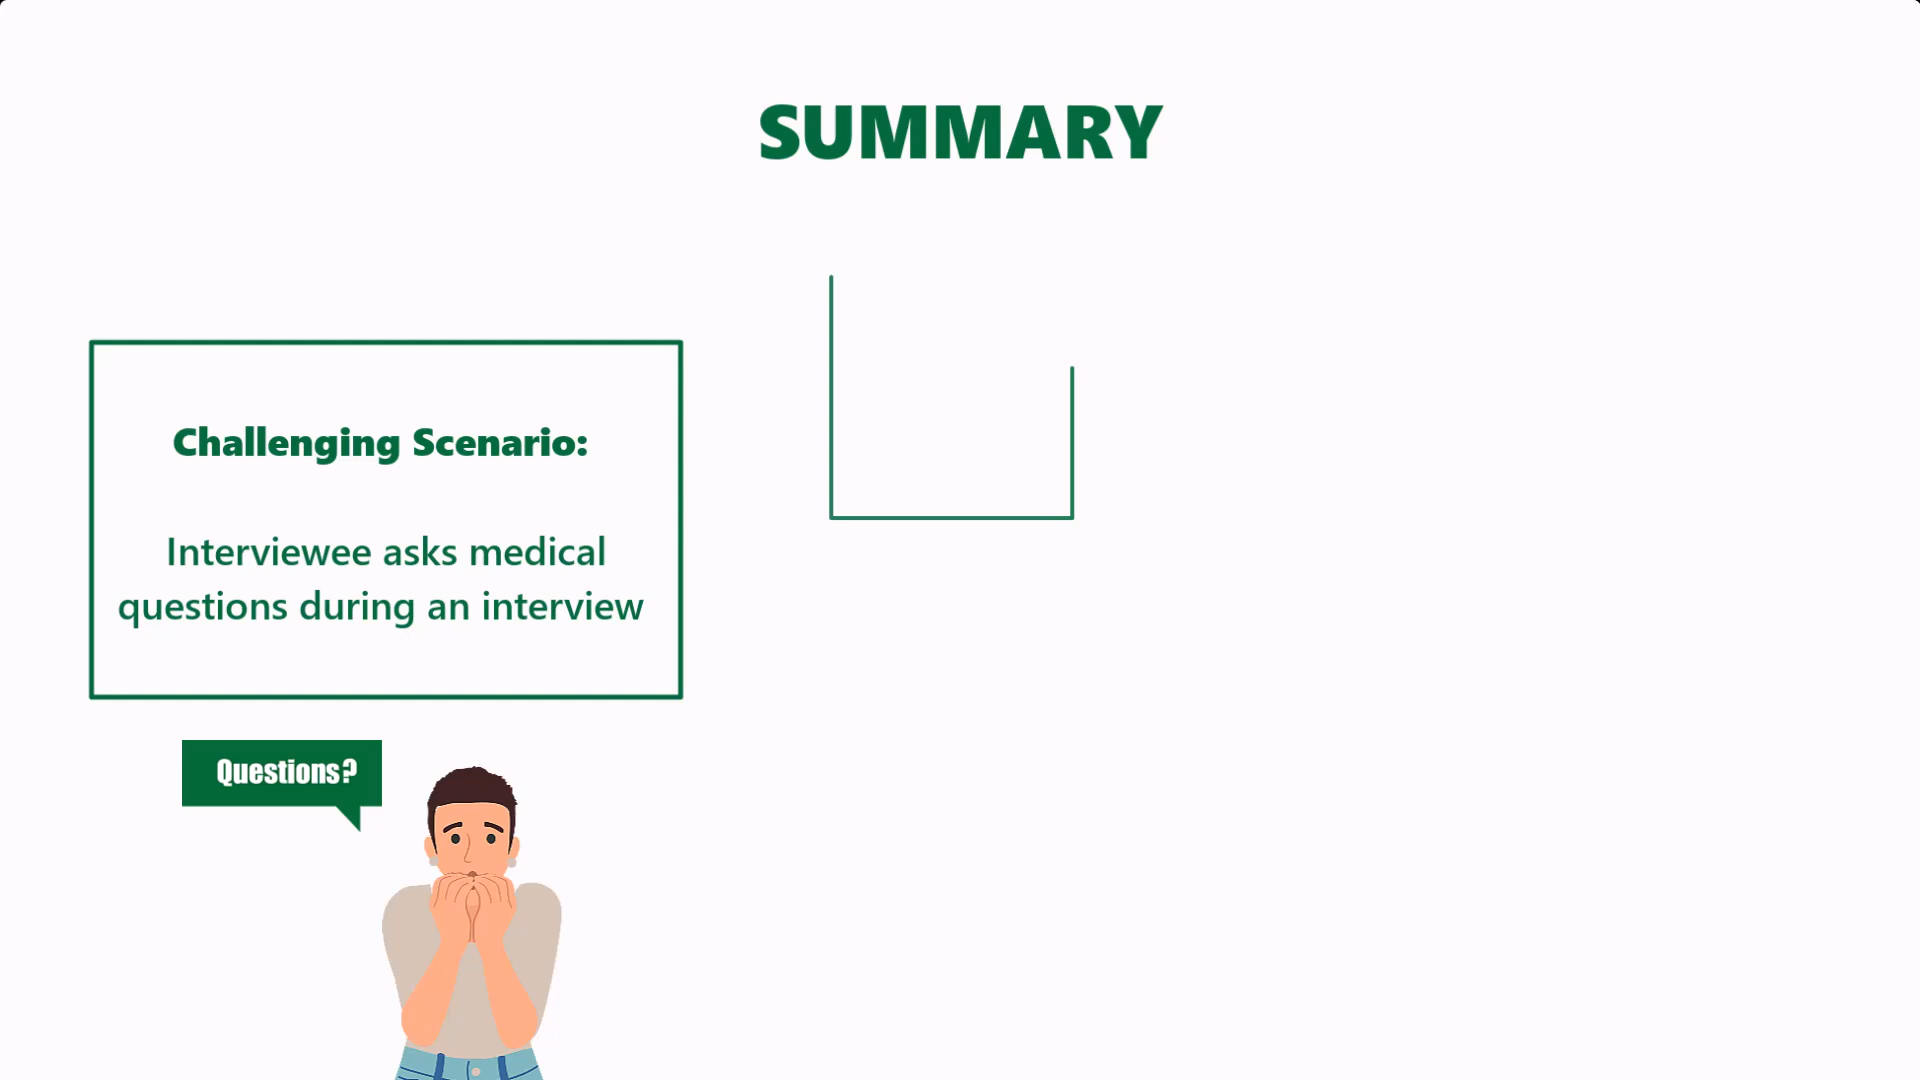 SUMMARY
Challenging Scenario:
Interviewee asks medical
questions during an interview
Questions?